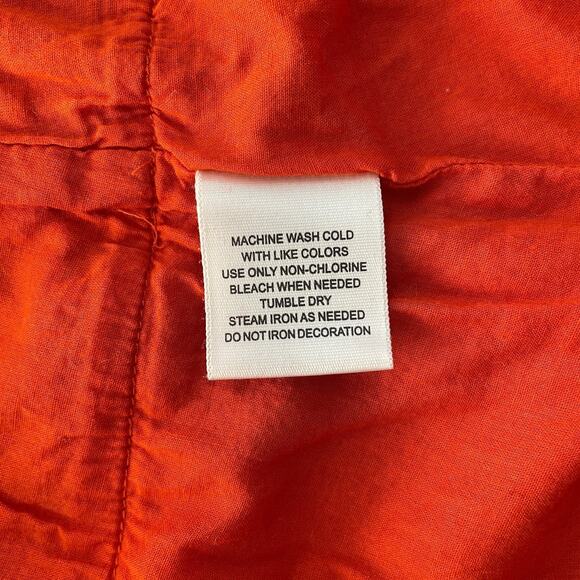 MACHINE WASH COLD
WITH LIKE COLORS
USE ONLY NON-CHLORINE
BLEACH WHEN NEEDED
TUMBLE DRY
STEAM IRON AS NEEDED
DO NOT IRON DECORATION